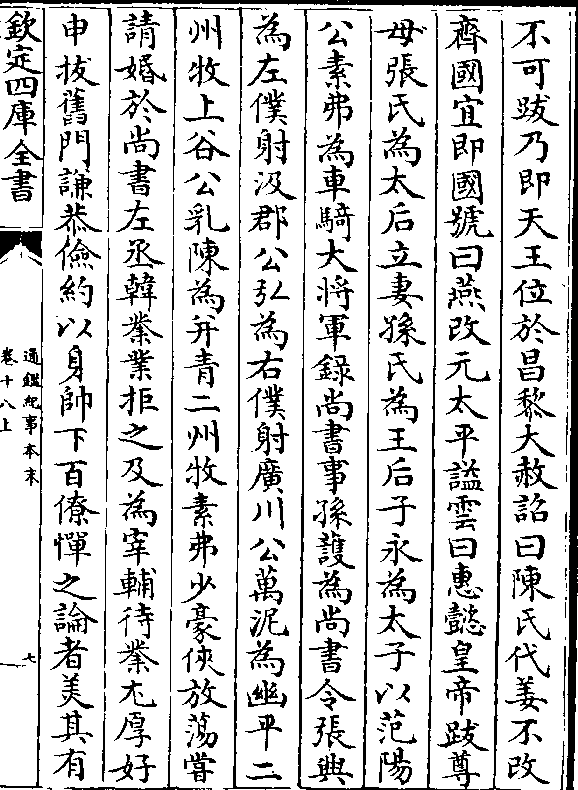 不可跋乃即天王位於昌黎大赦詔曰陳氏代姜不改
齊國宜即國號曰燕改元太平諡雲曰惠懿皇帝跋尊
母張氏為太后立妻孫氏為王后子永為太子以范陽
公素弗為車騎大将軍録尚書事孫護為尚書令張興
為左僕射汲郡公弘為右僕射廣川公萬泥為幽平二
州牧上谷公乳陳為并青二州牧素弗少豪俠放蕩嘗
請婚於尚書左丞韓業業拒之及為宰輔待業尤厚好
申拔舊門謙恭儉約以身帥下百僚憚之論者美其有
欽定四庫全書
通鑑紀事本末
卷十八上
七